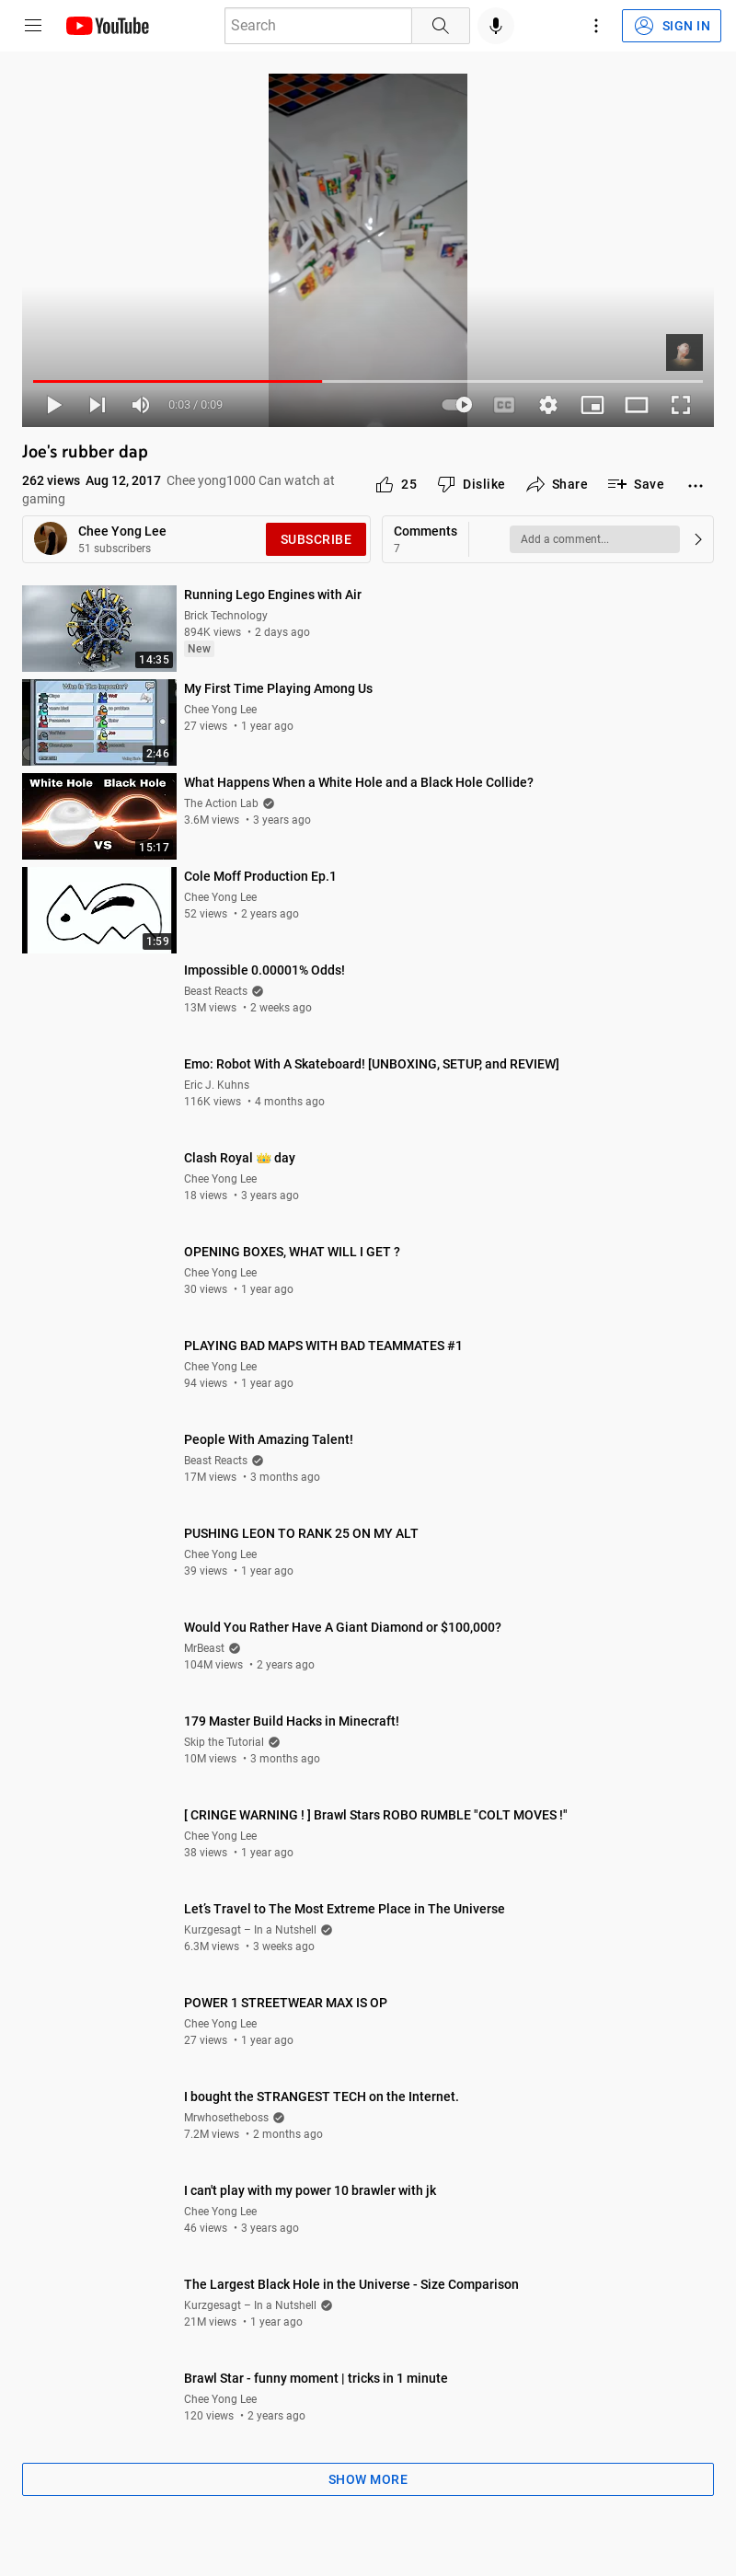 YouTube
Search
SIGN IN
0:03 / 0:09
CC
Joe's rubber dap
262 views Aug 12, 2017 Chee yong1000 Can watch at
gaming
25
Dislike
Share
Save
Chee Yong Lee
51 subscribers
SUBSCRIBE
Comments
7
Add a comment...
14:35
Running Lego Engines with Air
Brick Technology
894K views • 2 days ago
New
Who Is The Impostor?
2:46
My First Time Playing Among Us
Chee Yong Lee
27 views • 1 year ago
White Hole Black Hole
VS
15:17
What Happens When a White Hole and a Black Hole Collide?
The Action Lab
3.6M views • 3 years ago
1:59
Cole Moff Production Ep.1
Chee Yong Lee
52 views • 2 years ago
Impossible 0.00001% Odds!
Beast Reacts
13M views • 2 weeks ago
Emo: Robot With A Skateboard! [UNBOXING, SETUP, and REVIEW]
Eric J. Kuhns
116K views • 4 months ago
Clash Royal 👑 day
Chee Yong Lee
18 views • 3 years ago
OPENING BOXES, WHAT WILL I GET ?
Chee Yong Lee
30 views • 1 year ago
PLAYING BAD MAPS WITH BAD TEAMMATES #1
Chee Yong Lee
94 views • 1 year ago
People With Amazing Talent!
Beast Reacts
17M views • 3 months ago
PUSHING LEON TO RANK 25 ON MY ALT
Chee Yong Lee
39 views • 1 year ago
Would You Rather Have A Giant Diamond or $100,000?
MrBeast
104M views • 2 years ago
179 Master Build Hacks in Minecraft!
Skip the Tutorial
10M views • 3 months ago
[ CRINGE WARNING ! ] Brawl Stars ROBO RUMBLE "COLT MOVES !"
Chee Yong Lee
38 views • 1 year ago
Let’s Travel to The Most Extreme Place in The Universe
Kurzgesagt – In a Nutshell
6.3M views • 3 weeks ago
POWER 1 STREETWEAR MAX IS OP
Chee Yong Lee
27 views • 1 year ago
I bought the STRANGEST TECH on the Internet.
Mrwhosetheboss
7.2M views • 2 months ago
I can't play with my power 10 brawler with jk
Chee Yong Lee
46 views • 3 years ago
The Largest Black Hole in the Universe - Size Comparison
Kurzgesagt – In a Nutshell
21M views • 1 year ago
Brawl Star - funny moment | tricks in 1 minute
Chee Yong Lee
120 views • 2 years ago
SHOW MORE